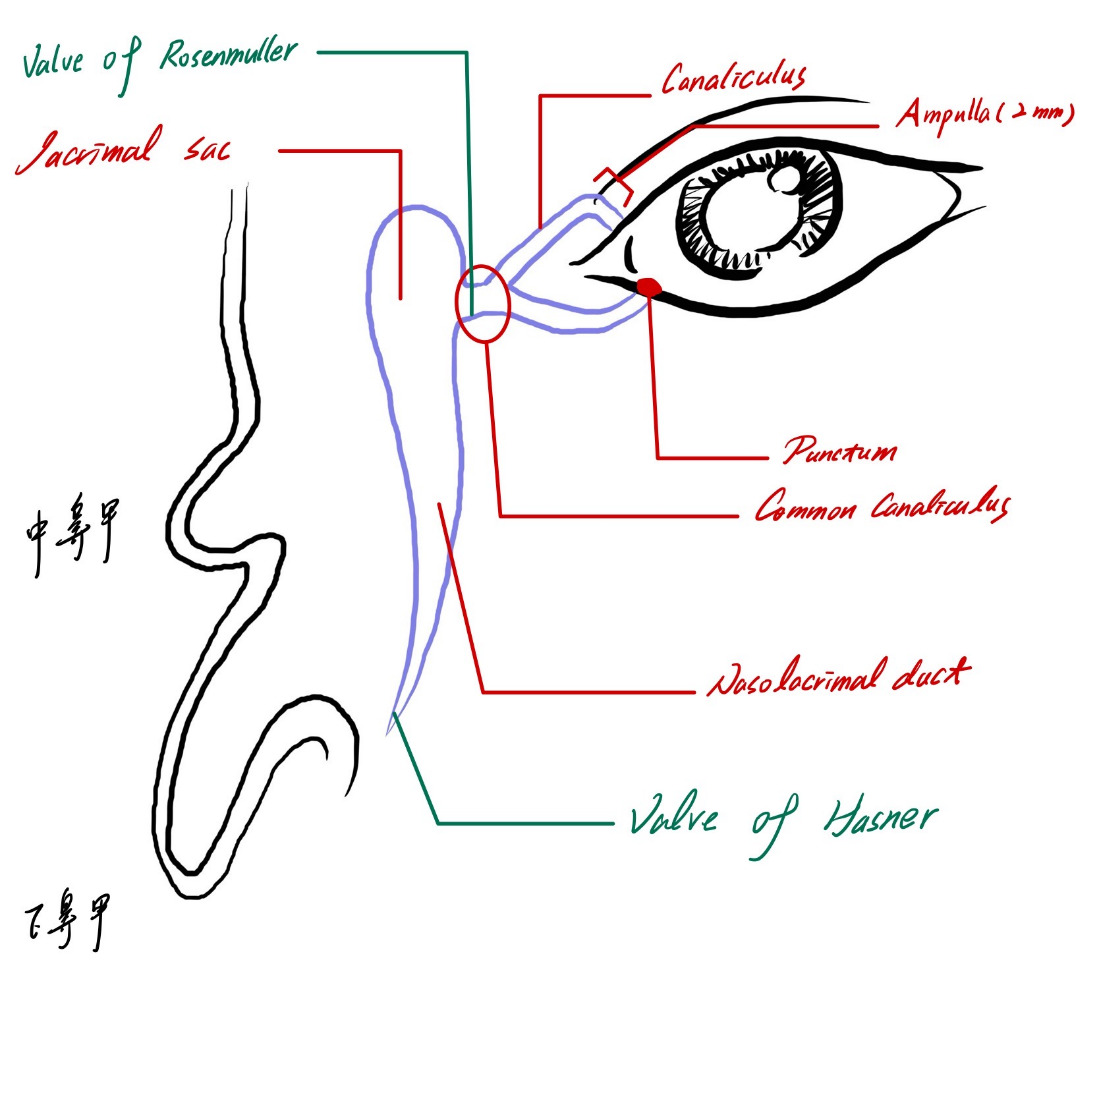 Valve of Rosenmuller
Canaliculus
Ampulla (2mm)
Lacrimal sac
Punctum
Common Canaliculus
中鼻甲
Nasolacrimal duct
Valve of Hasner
下鼻甲